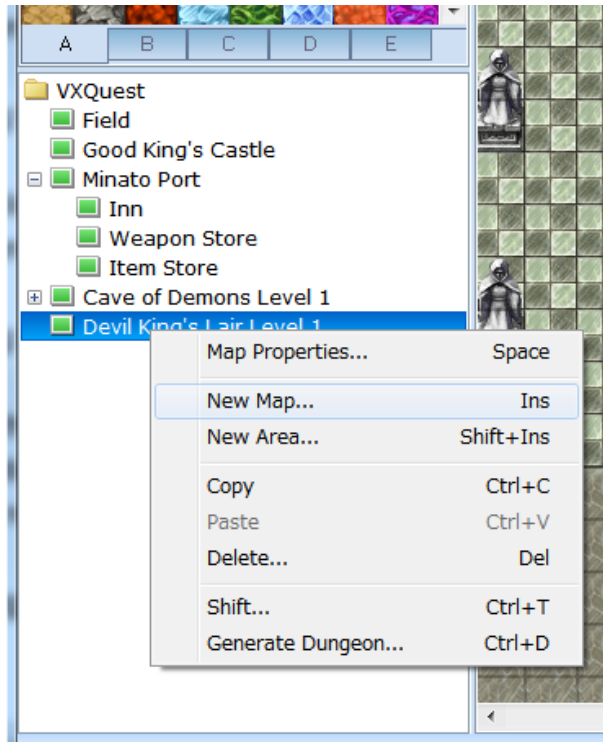 A B C D E
VXQuest
Field
Good King's Castle
Minato Port
Inn
Weapon Store
Item Store
Cave of Demons Level 1
Devil King's Lair Level 1
Map Properties... Space
New Map... Ins
New Area... Shift+Ins
Copy Ctrl+C
Paste Ctrl+V
Delete... Del
Shift... Ctrl+T
Generate Dungeon... Ctrl+D